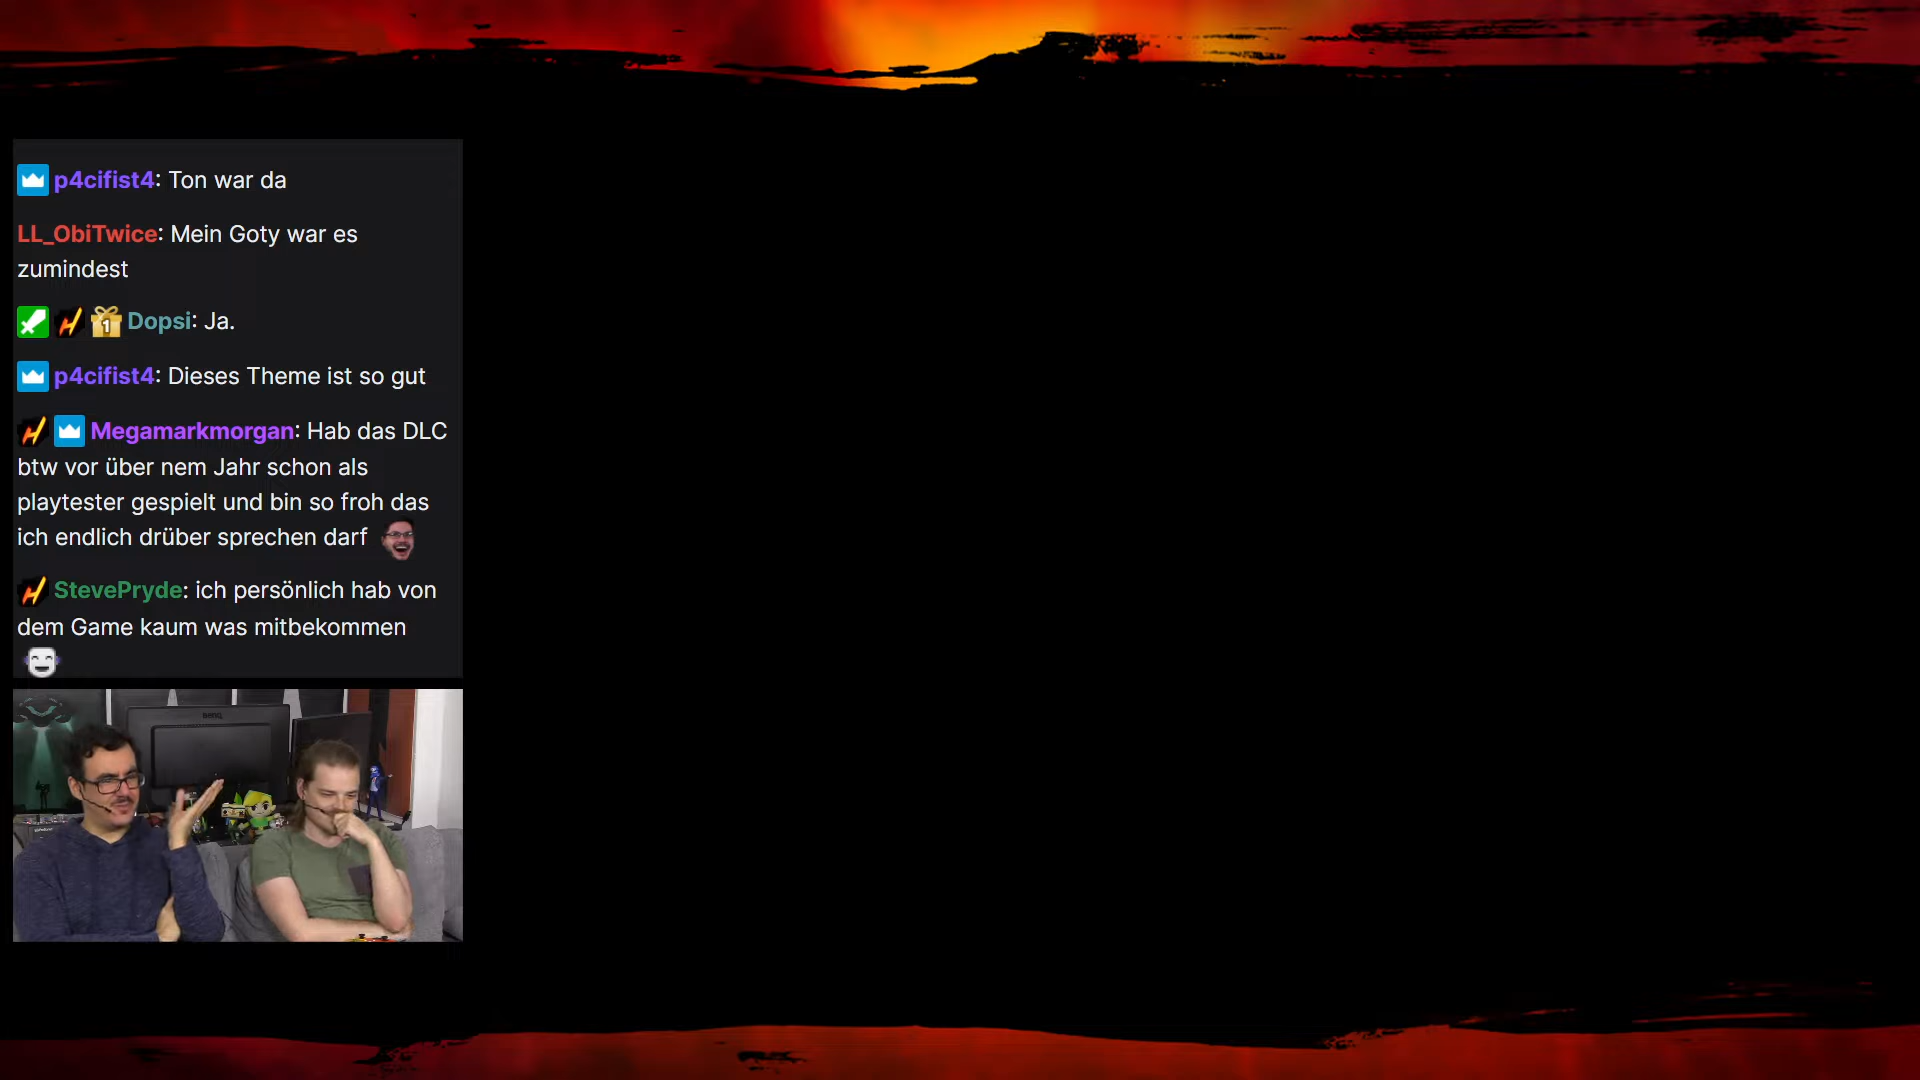 p4cifist4: Ton war da
LL_ObiTwice: Mein Goty war es
zumindest
1 Dopsi: Ja.
p4cifist4: Dieses Theme ist so gut
Megamarkmorgan: Hab das DLC
btw vor über nem Jahr schon als
playtester gespielt und bin so froh das
ich endlich drüber sprechen darf
StevePryde: ich persönlich hab von
dem Game kaum was mitbekommen
BenQ